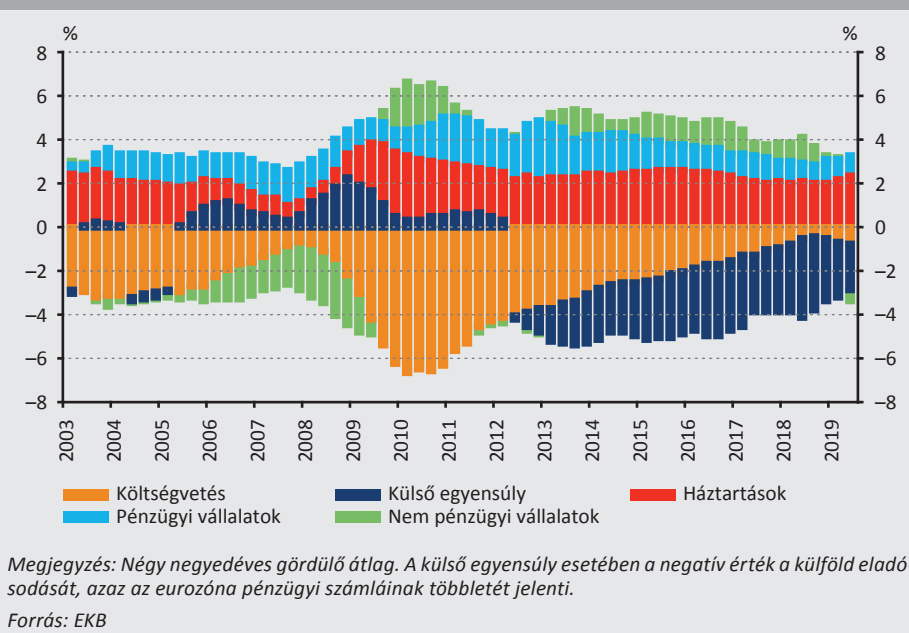 % %
8 8
6 6
4 4
2 2
0 0
−2 −2
−4 −4
−6 −6
−8 −8
2003 2004 2005 2006 2007 2008 2009 2010 2011 2012 2013 2014 2015 2016 2017 2018 2019
Költségvetés Külső egyensúly Háztartások
Pénzügyi vállalatok Nem pénzügyi vállalatok
Megjegyzés: Négy negyedéves gördülő átlag. A külső egyensúly esetében a negatív érték a külföld eladó
sodását, azaz az eurozóna pénzügyi számláinak többletét jelenti.
Forrás: EKB